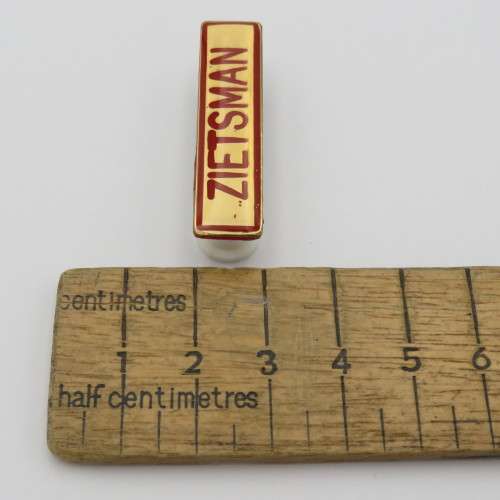 ZIETSMAN
centimetres
1 2 3 4 5 6
half centimetres